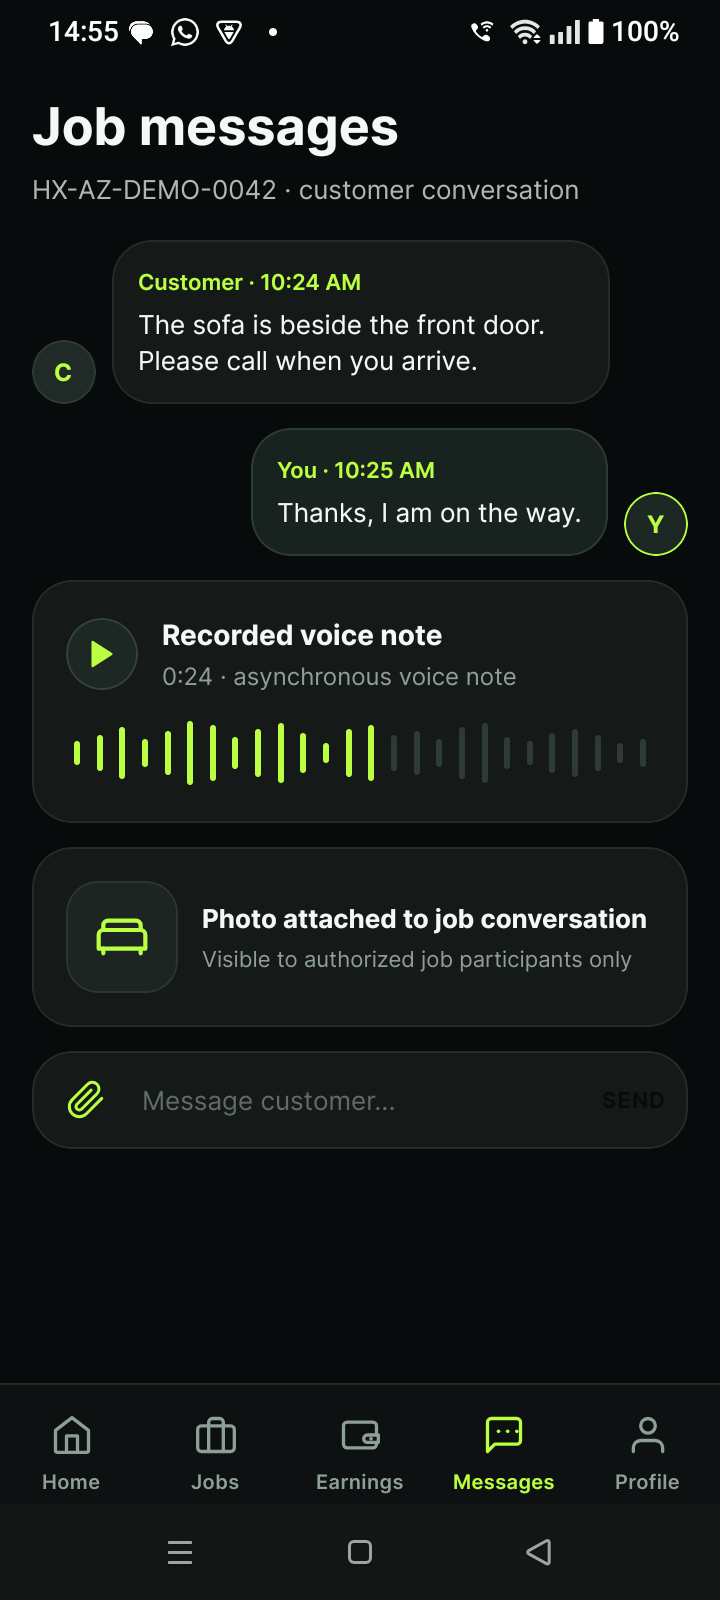 14:55
100%
Job messages
HX-AZ-DEMO-0042 · customer conversation
Customer · 10:24 AM
The sofa is beside the front door.
Please call when you arrive.
C
You · 10:25 AM
Thanks, I am on the way.
Y
Recorded voice note
0:24 · asynchronous voice note
Photo attached to job conversation
Visible to authorized job participants only
Message customer...
SEND
Home
Jobs
Earnings
Messages
Profile